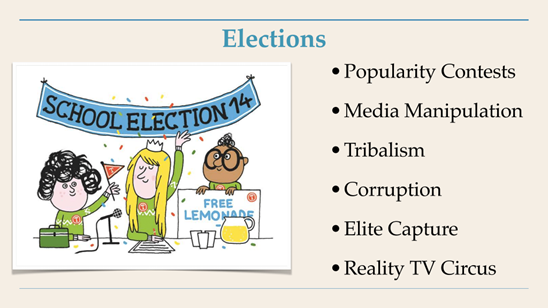 Elections
SCHOOL ELECTION 14
FREE
LEMONADE
• Popularity Contests
• Media Manipulation
• Tribalism
• Corruption
• Elite Capture
• Reality TV Circus